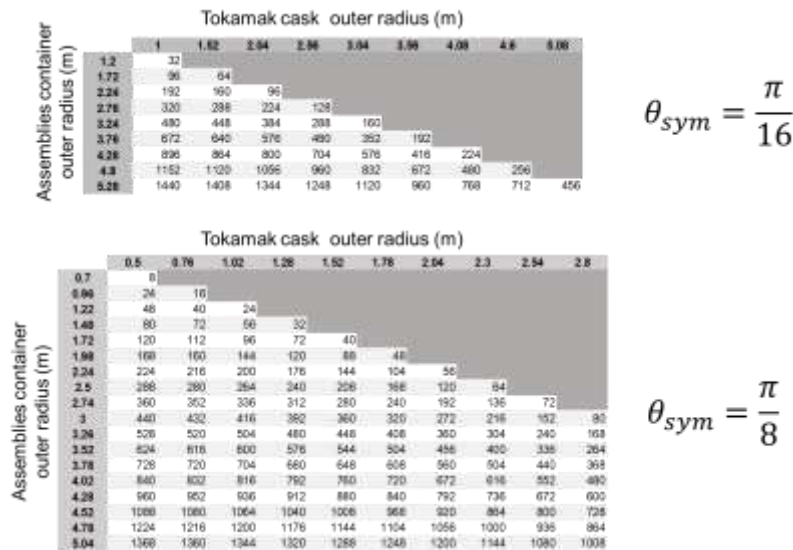 Tokamak cask outer radius (m)
Assemblies container
outer radius (m)
1 1.52 2.04 2.56 3.04 3.56 4.08 4.6 5.08
1.2 32
1.72 96 64
2.24 192 160 96
2.76 320 288 224 128
3.24 480 448 384 288 160
3.76 672 640 576 480 352 192
4.28 896 864 800 704 576 416 224
4.8 1152 1120 1056 960 832 672 480 256
5.28 1440 1408 1344 1248 1120 960 768 712 456
θsym = π/16
Tokamak cask outer radius (m)
Assemblies container
outer radius (m)
0.5 0.76 1.02 1.28 1.52 1.78 2.04 2.3 2.54 2.8
0.7 8
0.96 24 16
1.22 48 40 24
1.48 80 72 56 32
1.72 120 112 96 72 40
1.98 168 160 144 120 88 48
2.24 224 216 200 176 144 104 56
2.5 288 280 264 240 208 168 120 64
2.74 360 352 336 312 280 240 192 136 72
3 440 432 416 392 360 320 272 216 152 80
3.26 528 520 504 480 448 408 360 304 240 168
3.52 624 616 600 576 544 504 456 400 336 264
3.78 728 720 704 680 648 608 560 504 440 368
4.02 840 832 816 792 760 720 672 616 552 480
4.28 960 952 936 912 880 840 792 736 672 600
4.52 1088 1080 1064 1040 1008 968 920 864 800 728
4.78 1224 1216 1200 1176 1144 1104 1056 1000 936 864
5.04 1368 1360 1344 1320 1288 1248 1200 1144 1080 1008
θsym = π/8